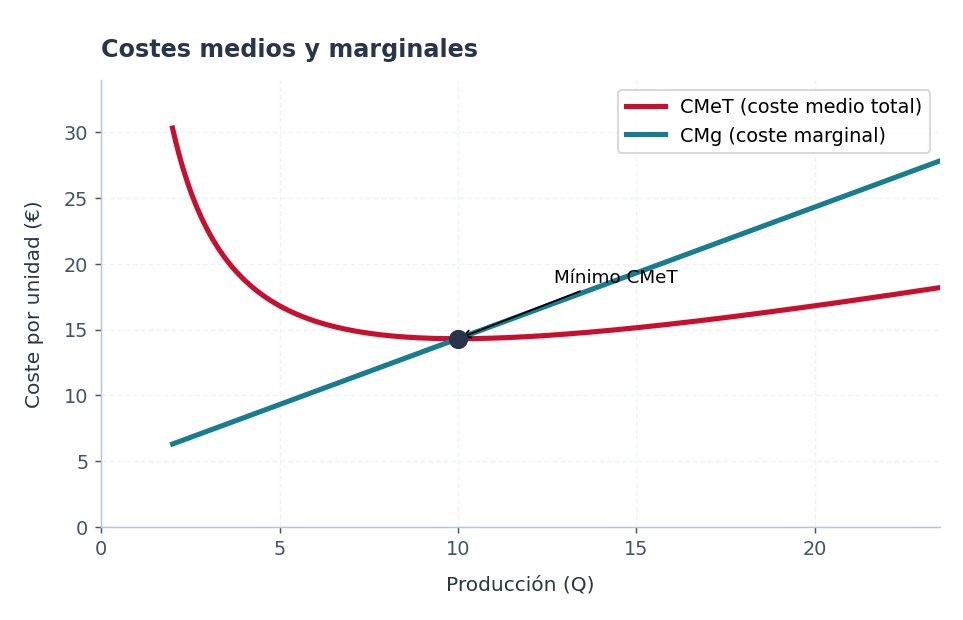 Costes medios y marginales
CMeT (coste medio total)
CMg (coste marginal)
Mínimo CMeT
Coste por unidad (€)
30
25
20
15
10
5
0
0 5 10 15 20
Producción (Q)